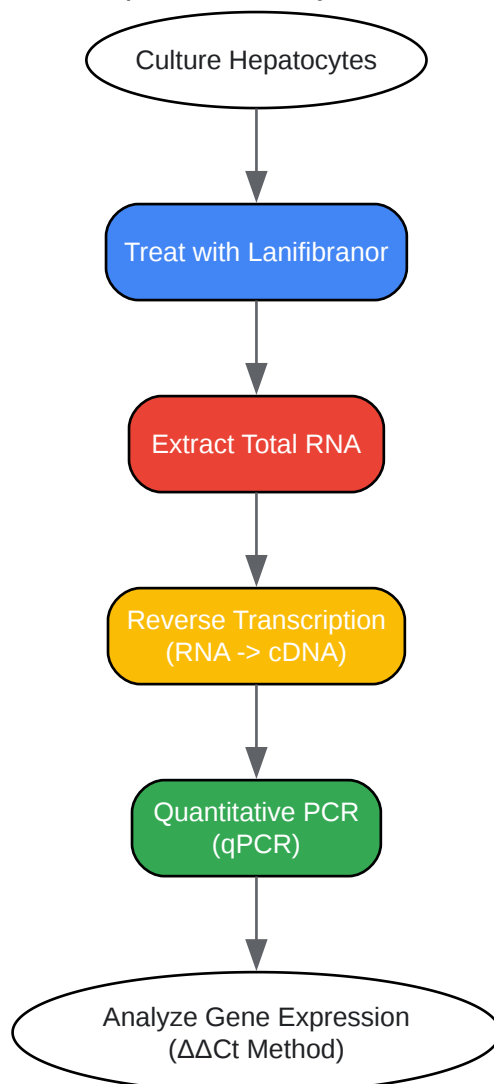 Culture Hepatocytes
Treat with Lanifibranor
Extract Total RNA
Reverse Transcription
(RNA -> cDNA)
Quantitative PCR
(qPCR)
Analyze Gene Expression
(ΔΔCt Method)